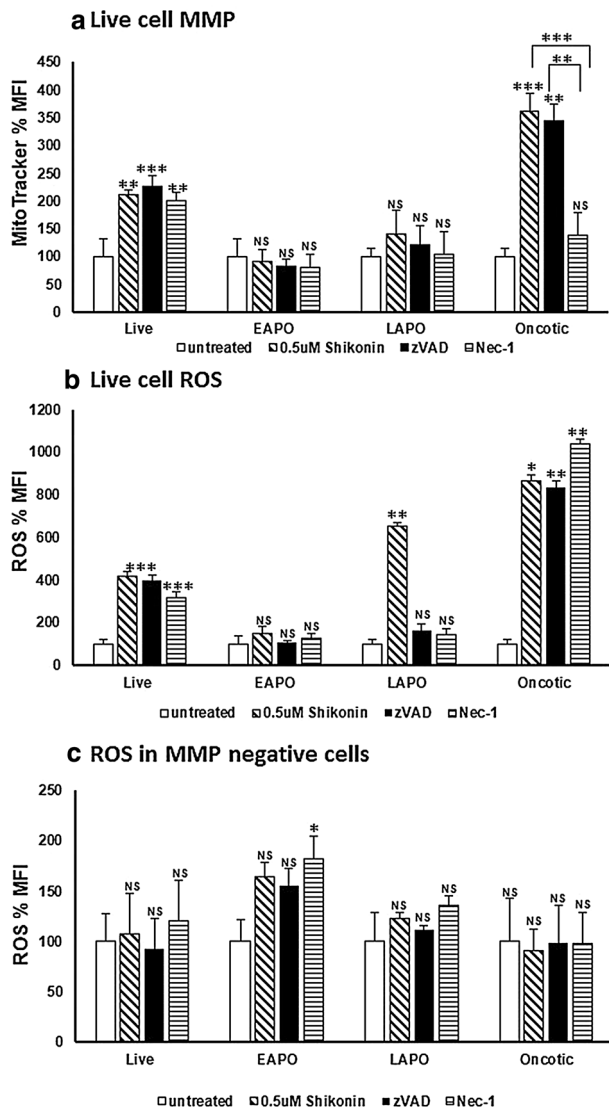 a Live cell MMP
MitoTracker % MFI
450
400
350
300
250
200
150
100
50
0
** *** **
NS NS NS
NS NS NS
*** ** NS
***
**
Live EAPO LAPO Oncotic
untreated 0.5uM Shikonin zVAD Nec-1
b Live cell ROS
ROS % MFI
1200
1000
800
600
400
200
0
*** ***
NS NS NS
** NS NS
* ** **
Live EAPO LAPO Oncotic
untreated 0.5uM Shikonin zVAD Nec-1
c ROS in MMP negative cells
ROS % MFI
250
200
150
100
50
0
NS NS NS
NS NS *
NS NS NS
NS NS NS NS
Live EAPO LAPO Oncotic
untreated 0.5uM Shikonin zVAD Nec-1